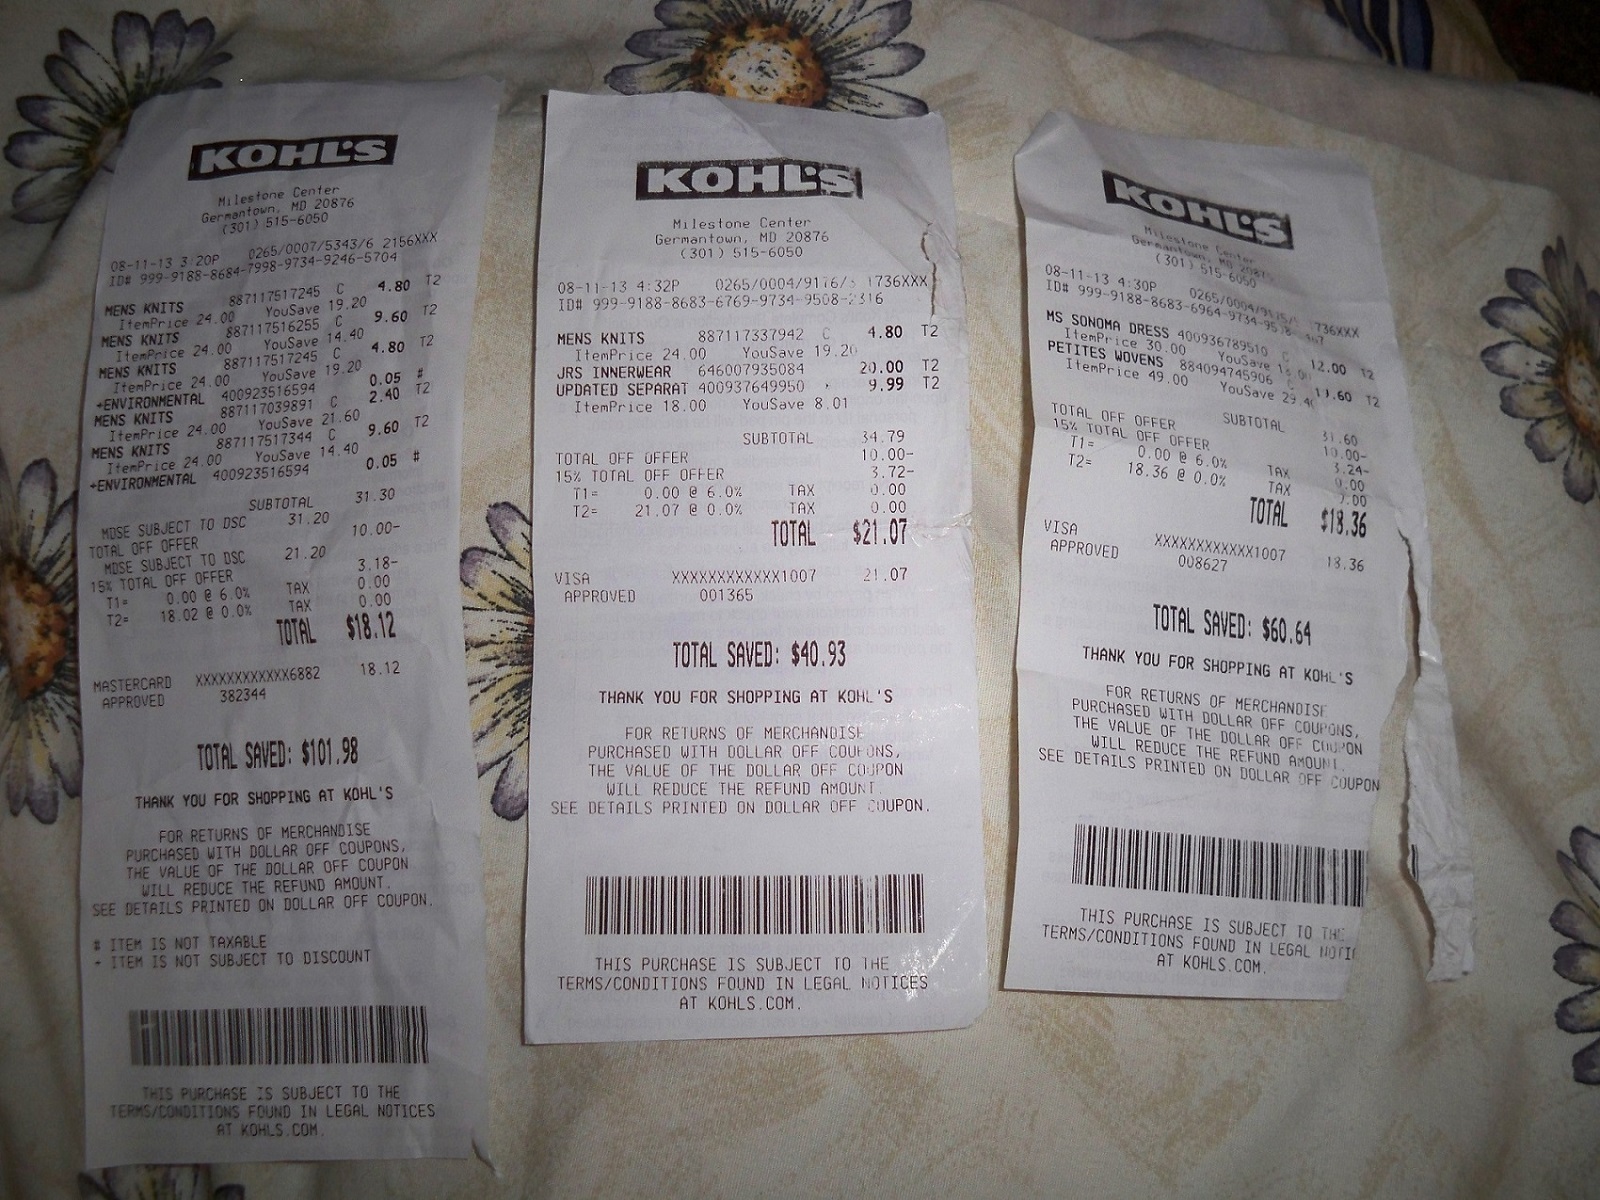 KOHL'S
Milestone Center
Germantown, MD 20876
(301) 515-6050
08-11-13 3:20P 0265/0007/5343/6 2156XXX
ID# 999-9188-8684-7998-9734-9246-5704
MENS KNITS 887117517245 C 4.80 T2
ItemPrice 24.00 YouSave 19.20
MENS KNITS 887117516255 C 9.60 T2
ItemPrice 24.00 YouSave 14.40
MENS KNITS 887117517245 C 4.80 T2
ItemPrice 24.00 YouSave 19.20
+ENVIRONMENTAL 400923516594 0.05 #
MENS KNITS 887117039891 C 2.40 T2
ItemPrice 24.00 YouSave 21.60
MENS KNITS 887117517344 C 9.60 T2
ItemPrice 24.00 YouSave 14.40
+ENVIRONMENTAL 400923516594 0.05 #
SUBTOTAL 31.30
MDSE SUBJECT TO DSC 31.20
TOTAL OFF OFFER 10.00-
MDSE SUBJECT TO DSC 21.20
15% TOTAL OFF OFFER 3.18-
T1= 0.00 @ 6.0% TAX 0.00
T2= 18.02 @ 0.0% TAX 0.00
TOTAL $18.12
MASTERCARD XXXXXXXXXXXX6882 18.12
APPROVED 382344
TOTAL SAVED: $101.98
THANK YOU FOR SHOPPING AT KOHL'S
FOR RETURNS OF MERCHANDISE
PURCHASED WITH DOLLAR OFF COUPONS,
THE VALUE OF THE DOLLAR OFF COUPON
WILL REDUCE THE REFUND AMOUNT.
SEE DETAILS PRINTED ON DOLLAR OFF COUPON.
# ITEM IS NOT TAXABLE
+ ITEM IS NOT SUBJECT TO DISCOUNT
THIS PURCHASE IS SUBJECT TO THE
TERMS/CONDITIONS FOUND IN LEGAL NOTICES
AT KOHLS.COM.
KOHL'S
Milestone Center
Germantown, MD 20876
(301) 515-6050
08-11-13 4:32P 0265/0004/9176/ 1736XXX
ID# 999-9188-8683-6769-9734-9508-2316
MENS KNITS 887117337942 C 4.80 T2
ItemPrice 24.00 YouSave 19.20
JRS INNERWEAR 646007935084 20.00 T2
UPDATED SEPARAT 400937649950 9.99 T2
ItemPrice 18.00 YouSave 8.01
SUBTOTAL 34.79
TOTAL OFF OFFER 10.00-
15% TOTAL OFF OFFER 3.72-
T1= 0.00 @ 6.0% TAX 0.00
T2= 21.07 @ 0.0% TAX 0.00
TOTAL $21.07
VISA XXXXXXXXXXXX1007 21.07
APPROVED 001365
TOTAL SAVED: $40.93
THANK YOU FOR SHOPPING AT KOHL'S
FOR RETURNS OF MERCHANDISE
PURCHASED WITH DOLLAR OFF COUPONS,
THE VALUE OF THE DOLLAR OFF COUPON
WILL REDUCE THE REFUND AMOUNT.
SEE DETAILS PRINTED ON DOLLAR OFF COUPON.
THIS PURCHASE IS SUBJECT TO THE
TERMS/CONDITIONS FOUND IN LEGAL NOTICES
AT KOHLS.COM.
KOHL'S
Milestone Center
Germantown, MD 2087
(301) 515-6050
08-11-13 4:30P 736XXX
ID#
MS SONOMA DRESS 400936789510 12.00 T2
ItemPrice 30.00 YouSave
PETITES WOVENS 884094745906 C 11.60 T2
ItemPrice 49.00 YouSave 29.4
SUBTOTAL 31.60
TOTAL OFF OFFER 10.00-
15% TOTAL OFF OFFER 3.24-
T1= 0.00 @ 6.0% TAX 0.00
T2= 18.36 @ 0.0% TAX 0.00
TOTAL $18.36
VISA XXXXXXXXXXXX1007 18.36
APPROVED 008627
TOTAL SAVED: $60.64
THANK YOU FOR SHOPPING AT KOHL'S
FOR RETURNS OF MERCHANDISE
PURCHASED WITH DOLLAR OFF COUPONS,
THE VALUE OF THE DOLLAR OFF COUPON
WILL REDUCE THE REFUND AMOUNT.
SEE DETAILS PRINTED ON DOLLAR OFF COUPON
THIS PURCHASE IS SUBJECT TO THE
TERMS/CONDITIONS FOUND IN LEGAL NOTI
AT KOHLS.COM.